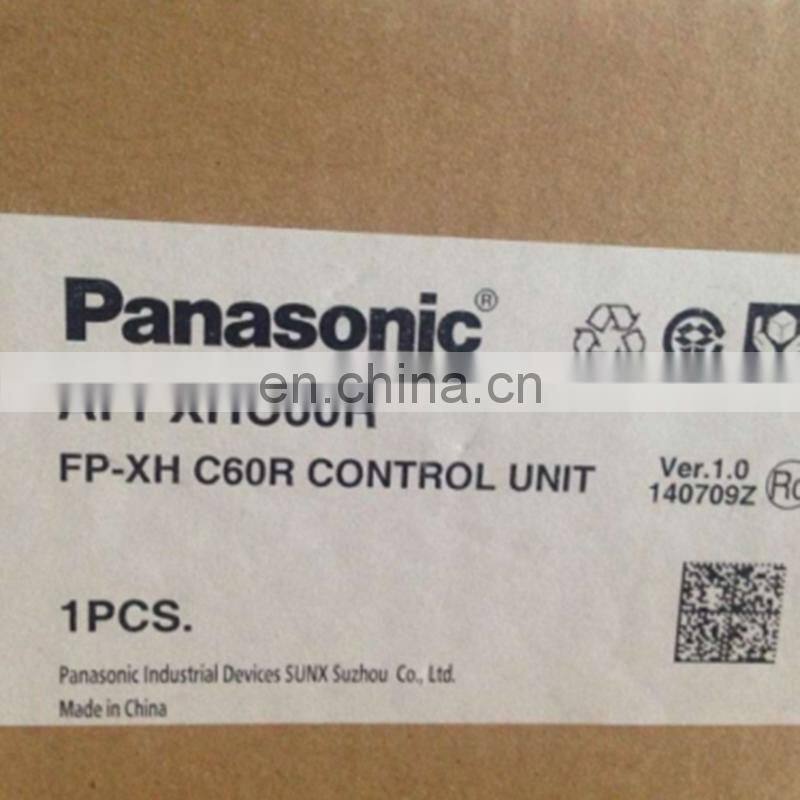 Panasonic®
en.china.cn
FP-XH C60R CONTROL UNIT
Ver.1.0
140709Z
1PCS.
Panasonic Industrial Devices SUNX Suzhou Co., Ltd.
Made in China